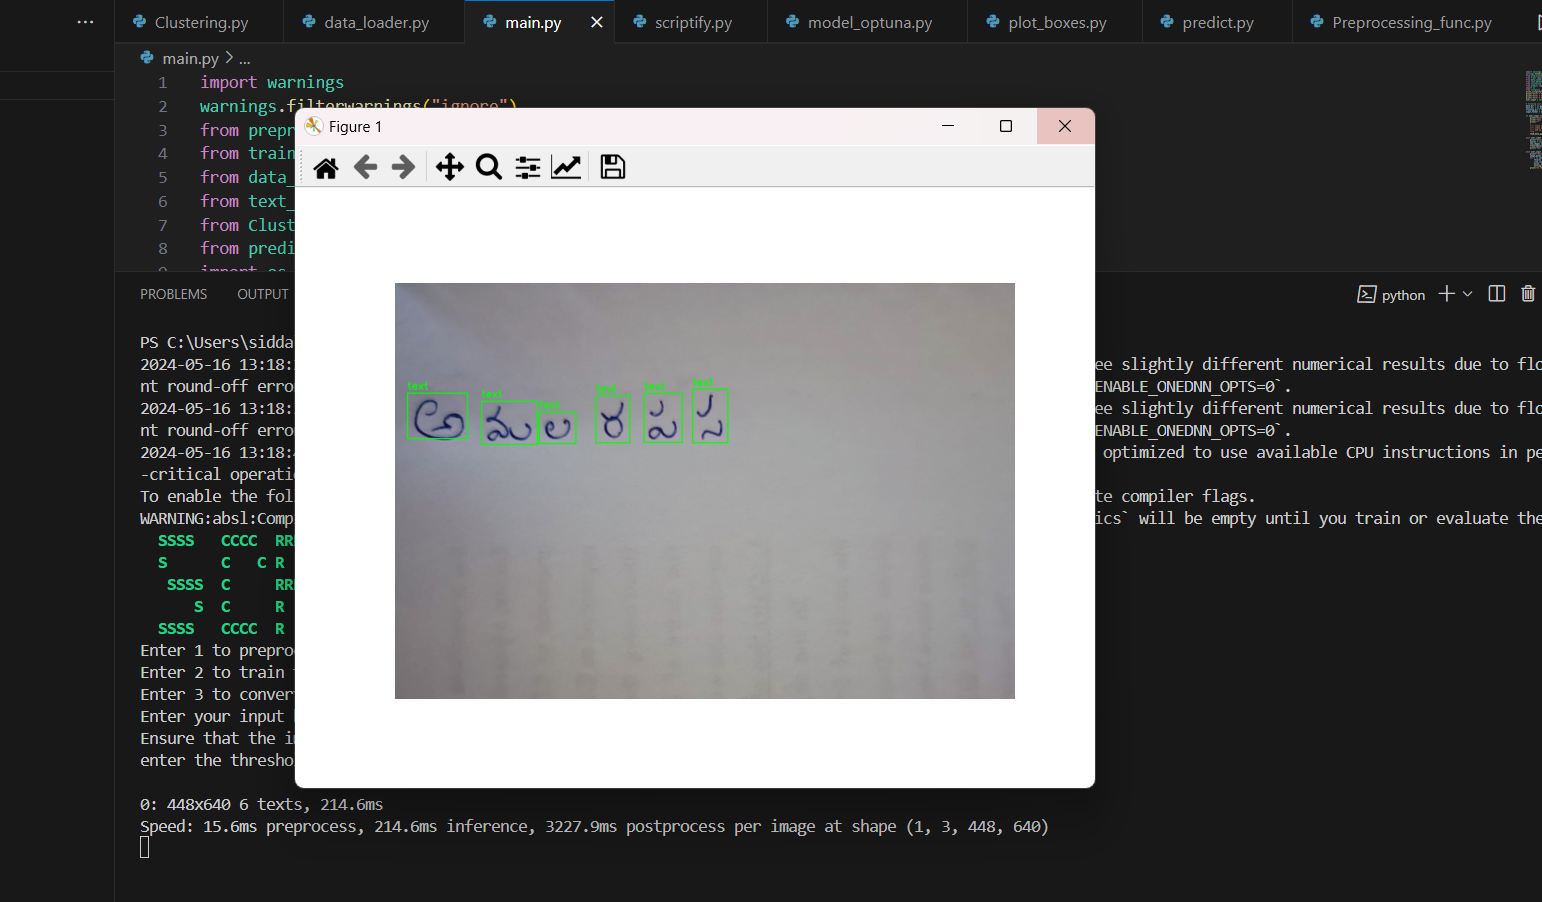 Clustering.py data_loader.py main.py scriptify.py model_optuna.py plot_boxes.py predict.py Preprocessing_func.py
main.py > ...
1 import warnings
2 warnings.filterwarnings("ignore")
3 from prepr
4 from train
5 from data_
6 from text_
7 from Clust
8 from predi
Figure 1
text text text text text text
అ ము ల ర ప స
PROBLEMS OUTPUT python
PS C:\Users\sidda
2024-05-16 13:18: ee slightly different numerical results due to flo
nt round-off erro ENABLE_ONEDNN_OPTS=0`.
2024-05-16 13:18: ee slightly different numerical results due to flo
nt round-off erro ENABLE_ONEDNN_OPTS=0`.
2024-05-16 13:18: optimized to use available CPU instructions in pe
-critical operati
To enable the fol te compiler flags.
WARNING:absl:Comp ics` will be empty until you train or evaluate the
SSSS CCCC RR
S C C R
SSSS C RR
S C R
SSSS CCCC R
Enter 1 to prepro
Enter 2 to train
Enter 3 to conver
Enter your input
Ensure that the i
enter the thresho
0: 448x640 6 texts, 214.6ms
Speed: 15.6ms preprocess, 214.6ms inference, 3227.9ms postprocess per image at shape (1, 3, 448, 640)